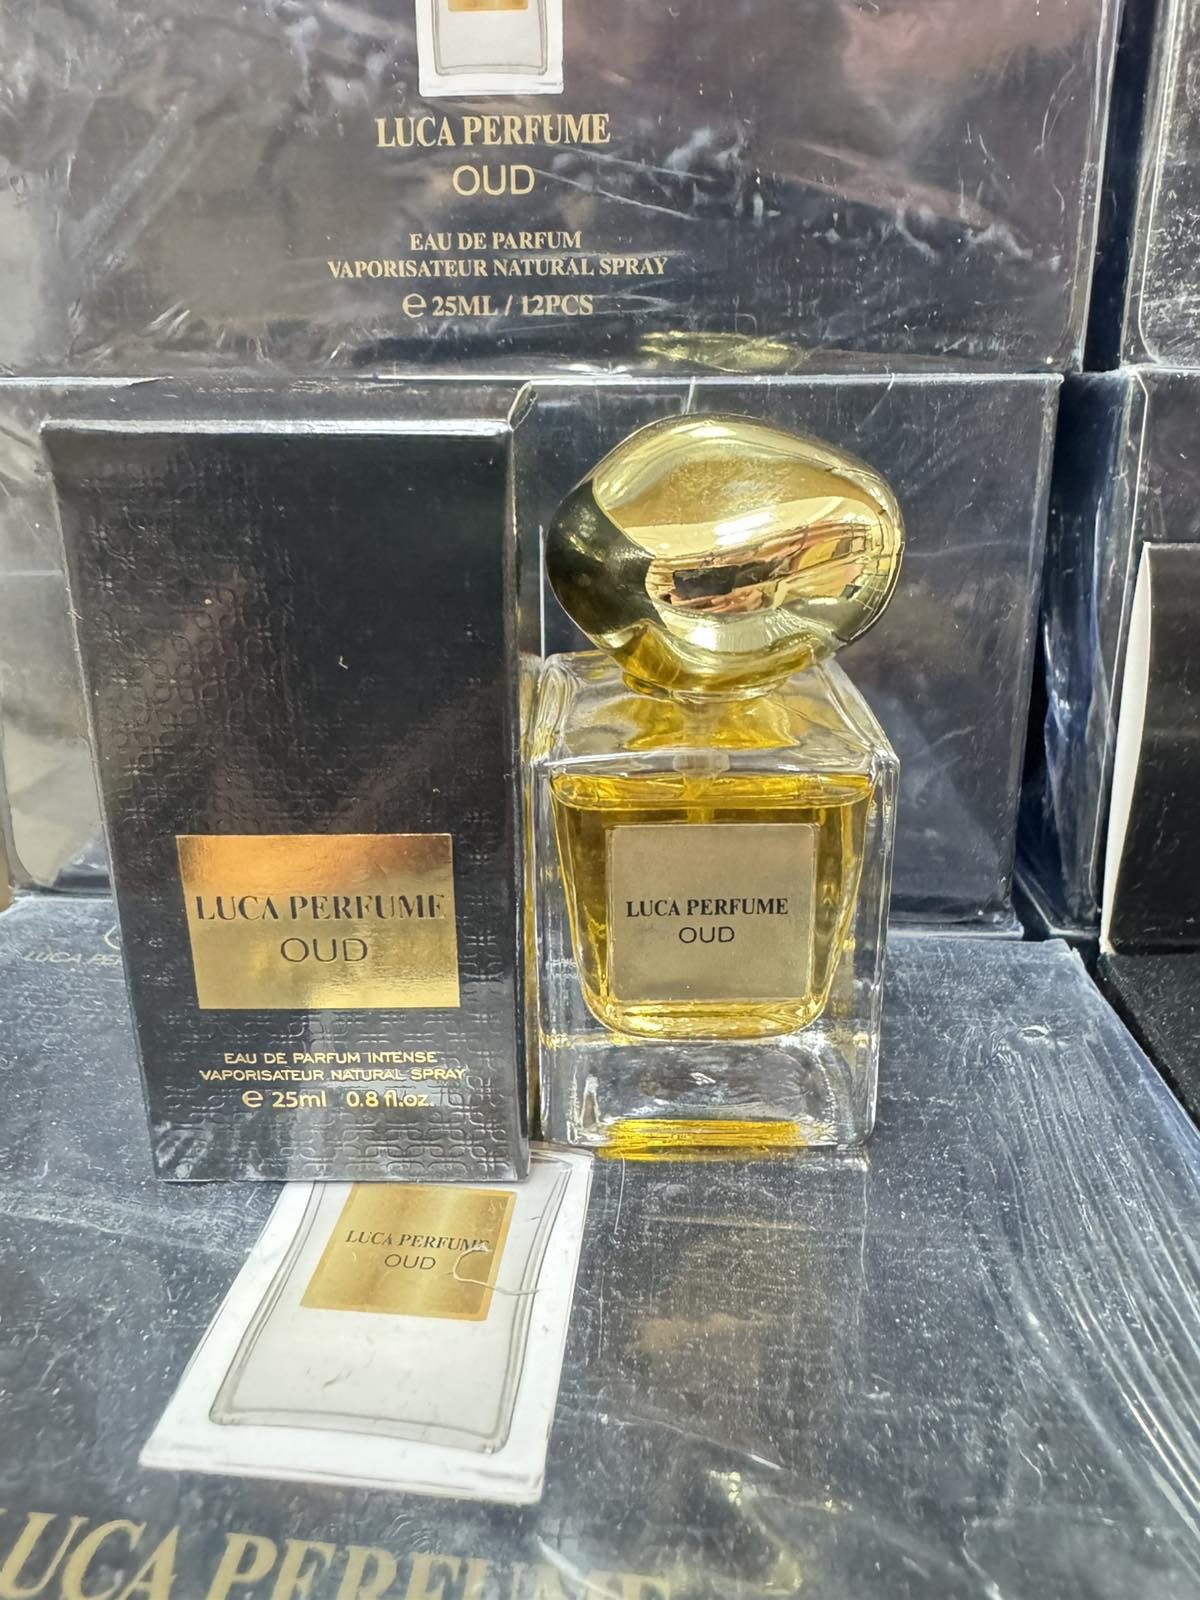 LUCA PERFUME
OUD
EAU DE PARFUM
VAPORISATEUR NATURAL SPRAY
℮ 25ML / 12PCS
LUCA PERFUME
OUD
EAU DE PARFUM INTENSE
VAPORISATEUR NATURAL SPRAY
℮ 25ml 0.8 fl.oz.
LUCA PERFUME
OUD
LUCA PERFUME
OUD
LUCA PERFUME